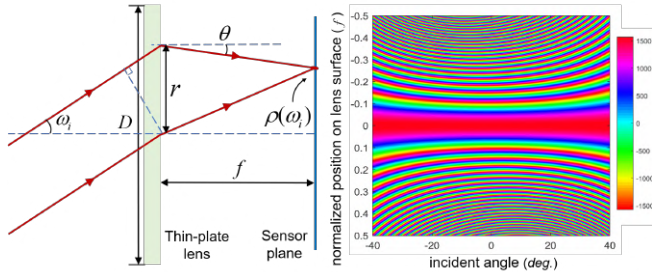 θ
ω_i
D
r
ρ(ω_i)
f
Thin-plate
lens
Sensor
plane
normalized position on lens surface (f)
-0.5
-0.4
-0.3
-0.2
-0.1
0
0.1
0.2
0.3
0.4
0.5
-40
-20
0
20
40
incident angle (deg.)
1500
1000
500
0
-500
-1000
-1500